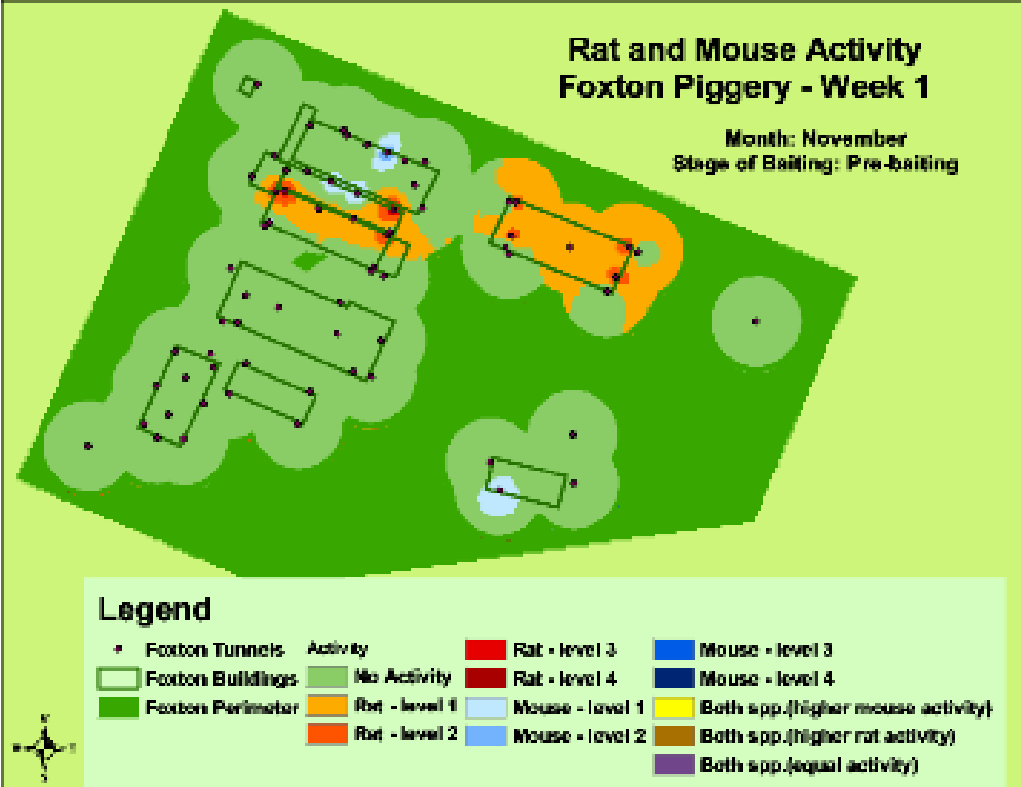 Rat and Mouse Activity
Foxton Piggery - Week 1
Month: November
Stage of Baiting: Pre-baiting
Legend
Foxton Tunnels
Foxton Buildings
Foxton Perimeter
Activity
No Activity
Rat - level 1
Rat - level 2
Rat - level 3
Rat - level 4
Mouse - level 1
Mouse - level 2
Mouse - level 3
Mouse - level 4
Both spp.(higher mouse activity)
Both spp.(higher rat activity)
Both spp.(equal activity)